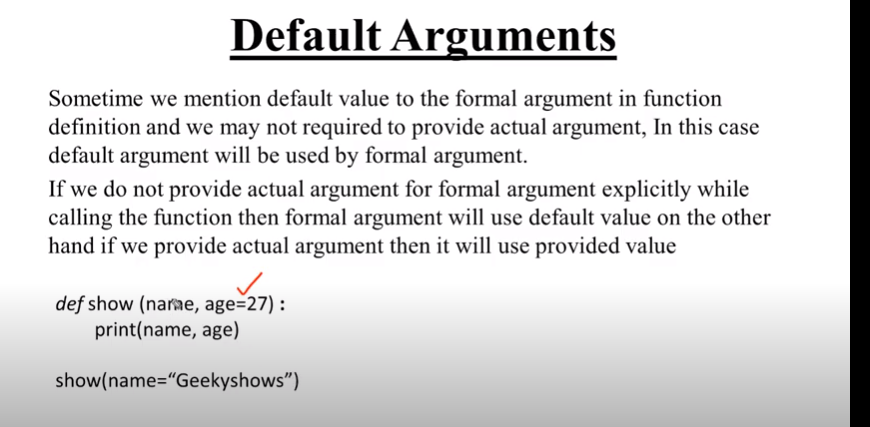 Default Arguments
Sometime we mention default value to the formal argument in function
definition and we may not required to provide actual argument, In this case
default argument will be used by formal argument.
If we do not provide actual argument for formal argument explicitly while
calling the function then formal argument will use default value on the other
hand if we provide actual argument then it will use provided value
def show (name, age=27) :
print(name, age)
show(name=“Geekyshows”)